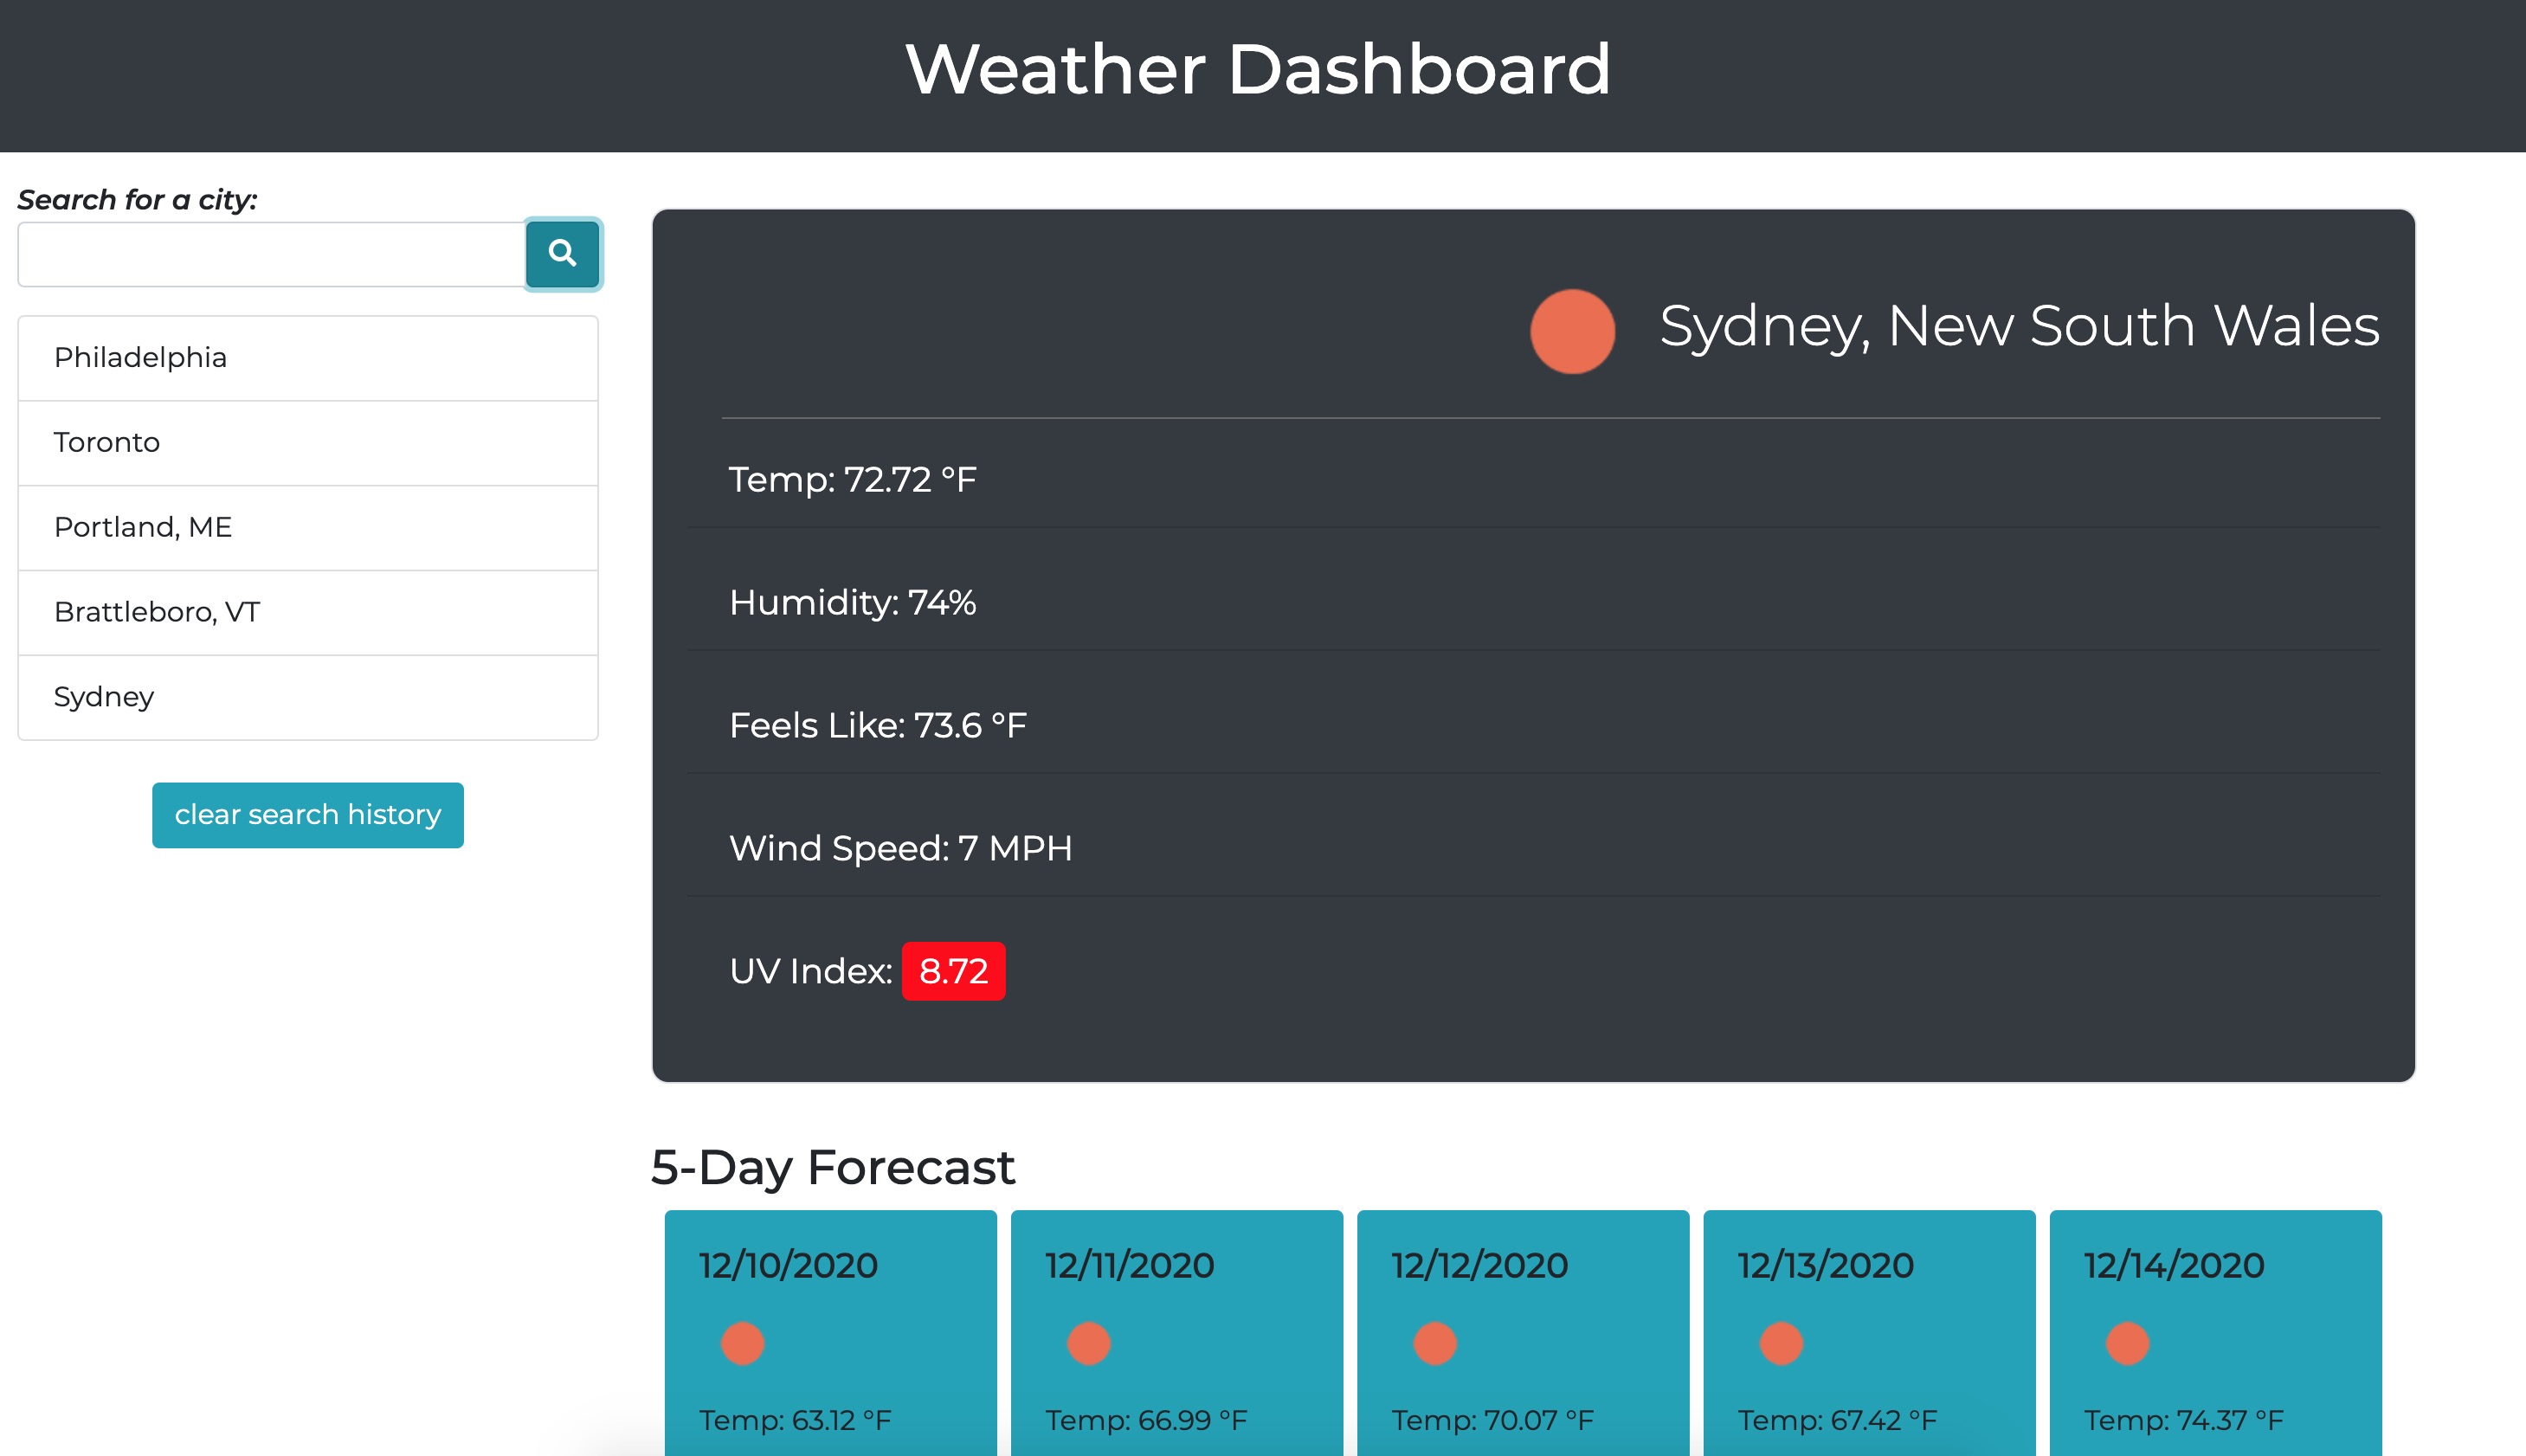 Weather Dashboard
Search for a city:
Philadelphia
Toronto
Portland, ME
Brattleboro, VT
Sydney
clear search history
Sydney, New South Wales
Temp: 72.72 °F
Humidity: 74%
Feels Like: 73.6 °F
Wind Speed: 7 MPH
UV Index: 8.72
5-Day Forecast
12/10/2020
Temp: 63.12 °F
12/11/2020
Temp: 66.99 °F
12/12/2020
Temp: 70.07 °F
12/13/2020
Temp: 67.42 °F
12/14/2020
Temp: 74.37 °F